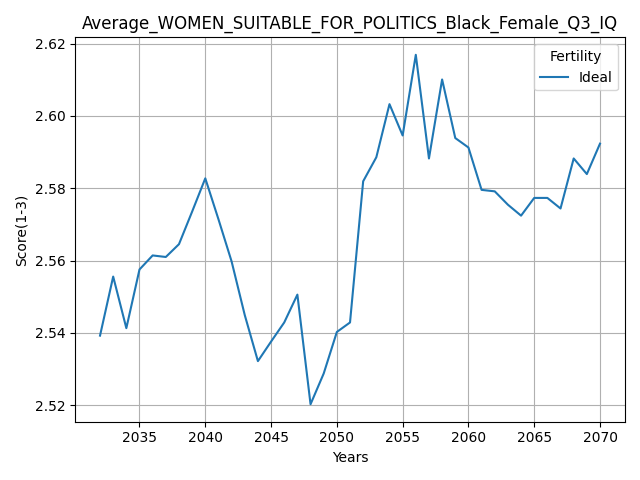 Average_WOMEN_SUITABLE_FOR_POLITICS_Black_Female_Q3_IQ
Fertility
Ideal
Score(1-3)
2.62
2.60
2.58
2.56
2.54
2.52
2035 2040 2045 2050 2055 2060 2065 2070
Years